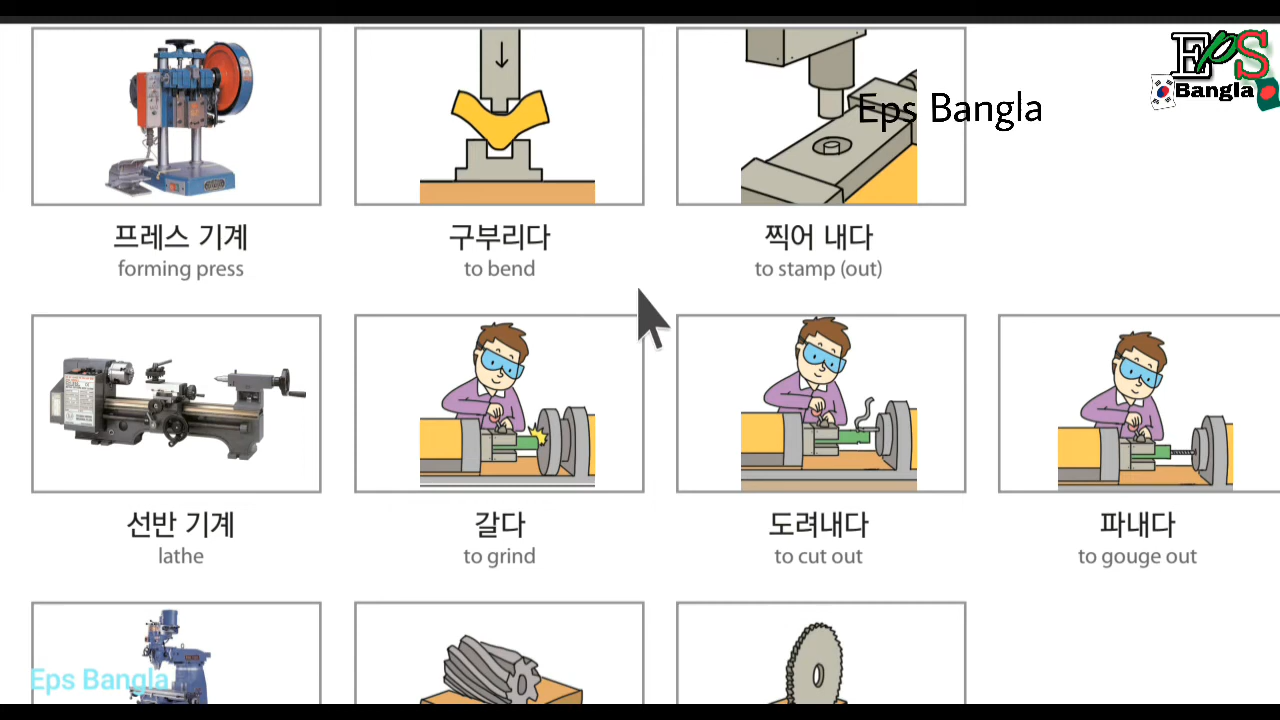 EPS
Bangla
Eps Bangla
프레스 기계
forming press
구부리다
to bend
찍어 내다
to stamp (out)
선반 기계
lathe
갈다
to grind
도려내다
to cut out
파내다
to gouge out
Eps Bangla